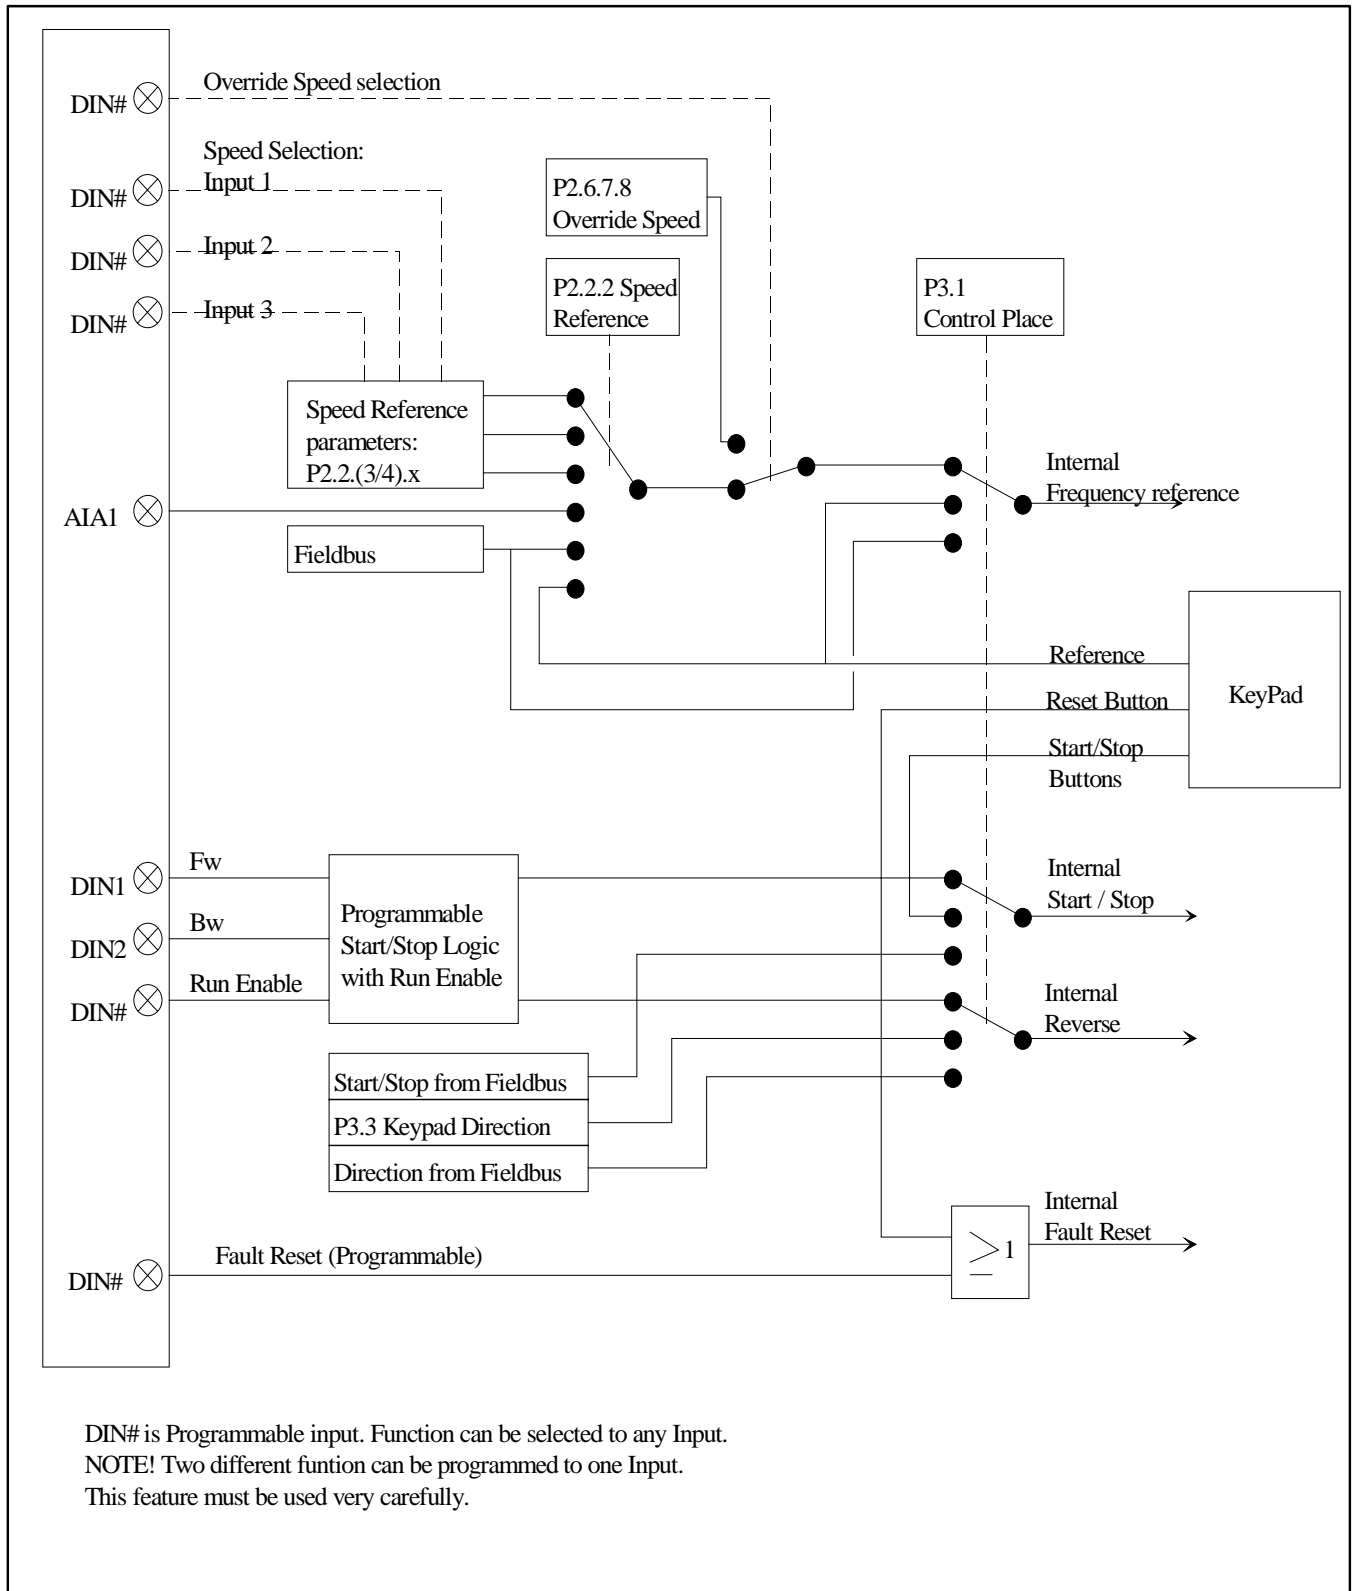 Override Speed selection
DIN#
Speed Selection:
Input 1
DIN#
Input 2
DIN#
Input 3
DIN#
P2.6.7.8
Override Speed
P2.2.2 Speed
Reference
P3.1
Control Place
Speed Reference
parameters:
P2.2.(3/4).x
AIA1
Fieldbus
Internal
Frequency reference
Reference
Reset Button
Start/Stop
Buttons
KeyPad
Fw
DIN1
Bw
DIN2
Run Enable
DIN#
Programmable
Start/Stop Logic
with Run Enable
Internal
Start / Stop
Internal
Reverse
Start/Stop from Fieldbus
P3.3 Keypad Direction
Direction from Fieldbus
Internal
Fault Reset
≥1
Fault Reset (Programmable)
DIN#
DIN# is Programmable input. Function can be selected to any Input.
NOTE! Two different funtion can be programmed to one Input.
This feature must be used very carefully.